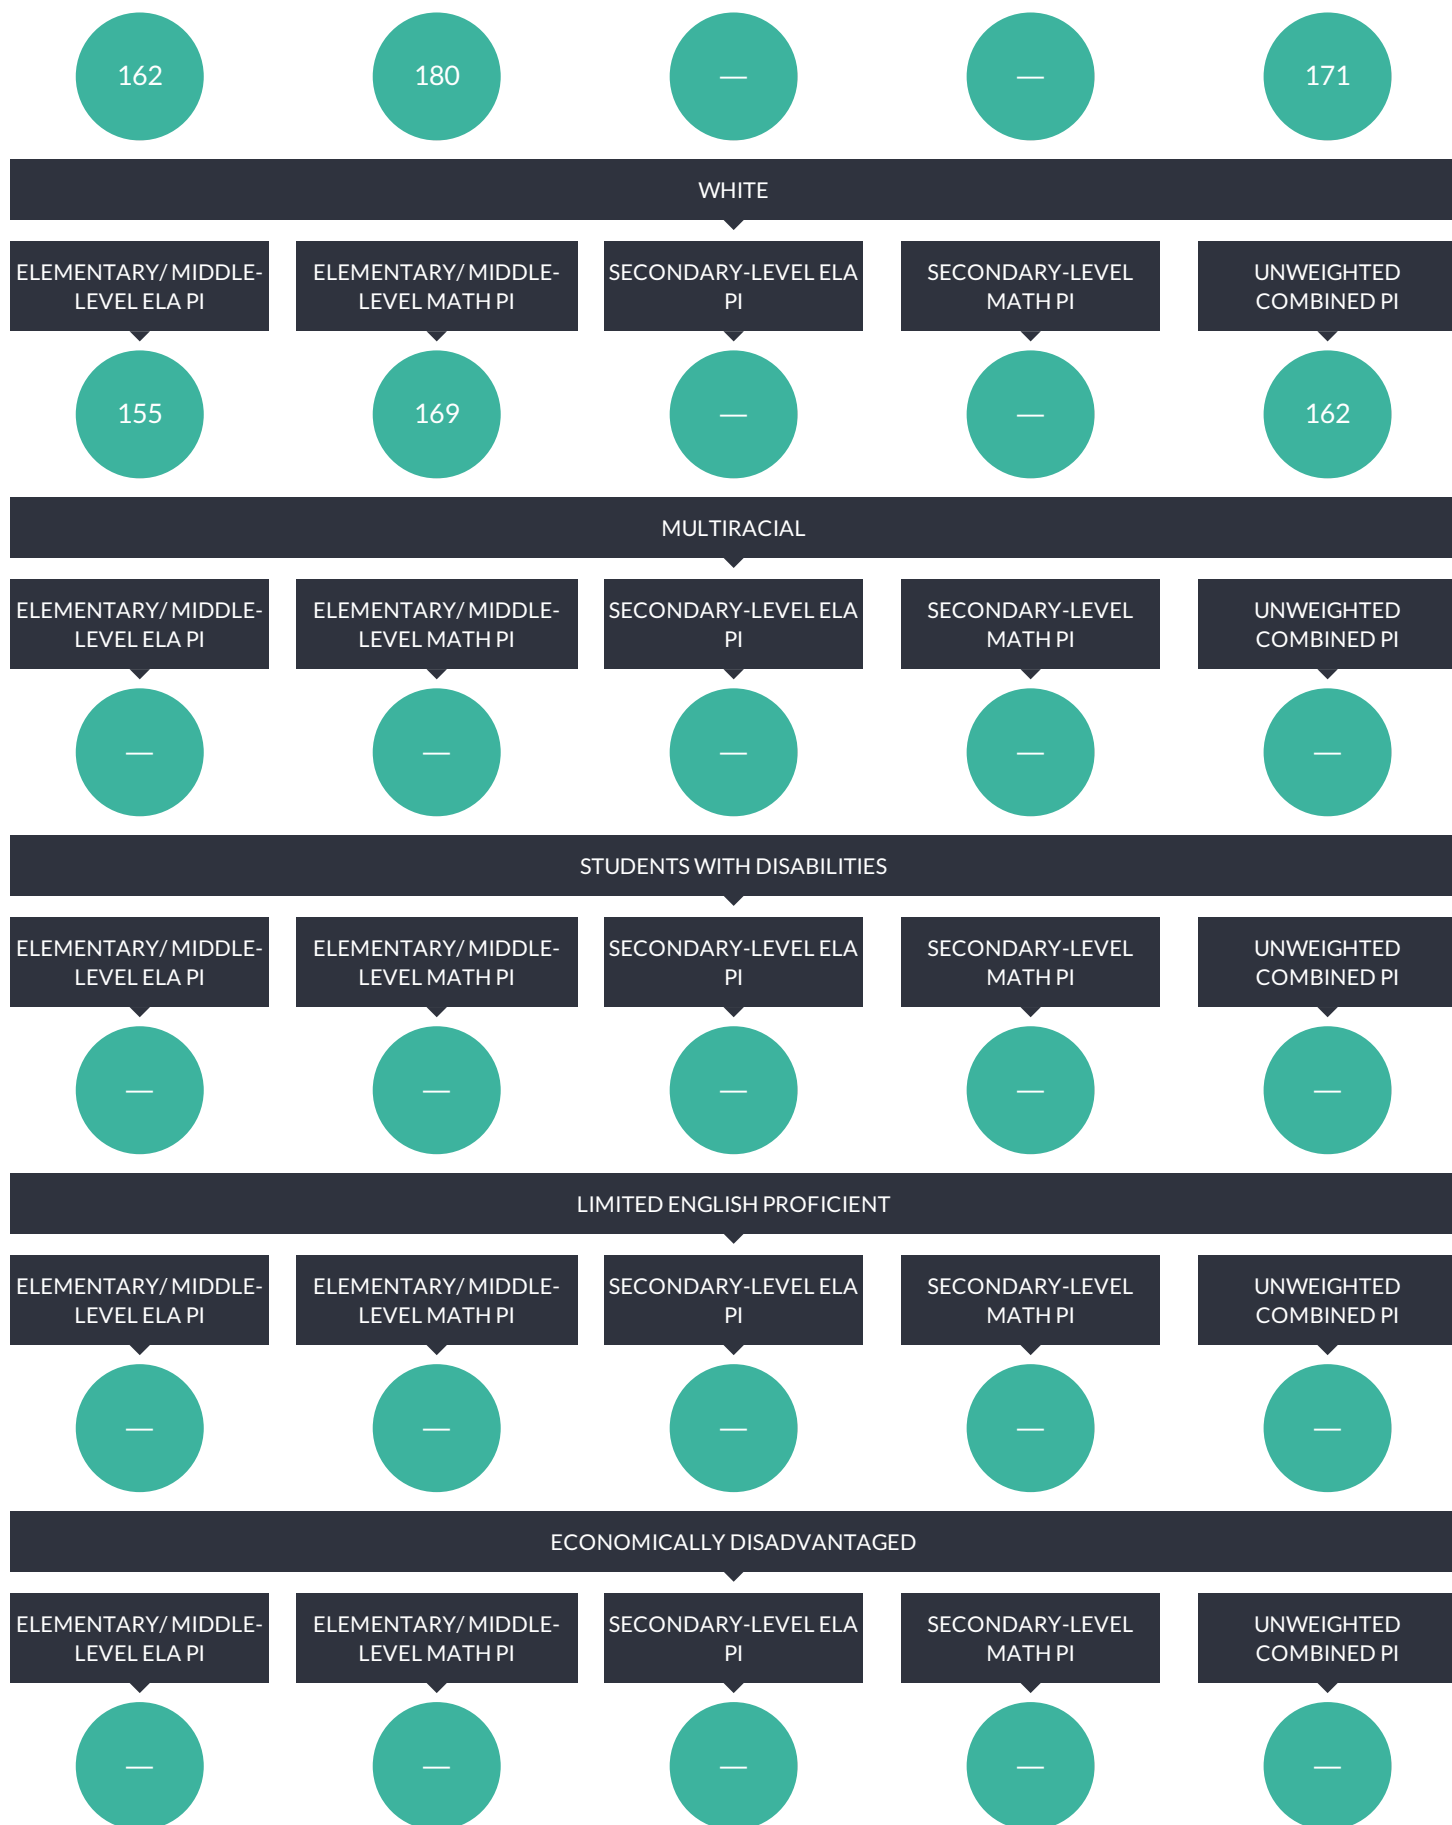 162 180 — — 171
WHITE
ELEMENTARY/ MIDDLE- ELEMENTARY/ MIDDLE- SECONDARY-LEVEL ELA SECONDARY-LEVEL UNWEIGHTED
LEVEL ELA PI LEVEL MATH PI PI MATH PI COMBINED PI
155 169 — — 162
MULTIRACIAL
ELEMENTARY/ MIDDLE- ELEMENTARY/ MIDDLE- SECONDARY-LEVEL ELA SECONDARY-LEVEL UNWEIGHTED
LEVEL ELA PI LEVEL MATH PI PI MATH PI COMBINED PI
— — — — —
STUDENTS WITH DISABILITIES
ELEMENTARY/ MIDDLE- ELEMENTARY/ MIDDLE- SECONDARY-LEVEL ELA SECONDARY-LEVEL UNWEIGHTED
LEVEL ELA PI LEVEL MATH PI PI MATH PI COMBINED PI
— — — — —
LIMITED ENGLISH PROFICIENT
ELEMENTARY/ MIDDLE- ELEMENTARY/ MIDDLE- SECONDARY-LEVEL ELA SECONDARY-LEVEL UNWEIGHTED
LEVEL ELA PI LEVEL MATH PI PI MATH PI COMBINED PI
— — — — —
ECONOMICALLY DISADVANTAGED
ELEMENTARY/ MIDDLE- ELEMENTARY/ MIDDLE- SECONDARY-LEVEL ELA SECONDARY-LEVEL UNWEIGHTED
LEVEL ELA PI LEVEL MATH PI PI MATH PI COMBINED PI
— — — — —